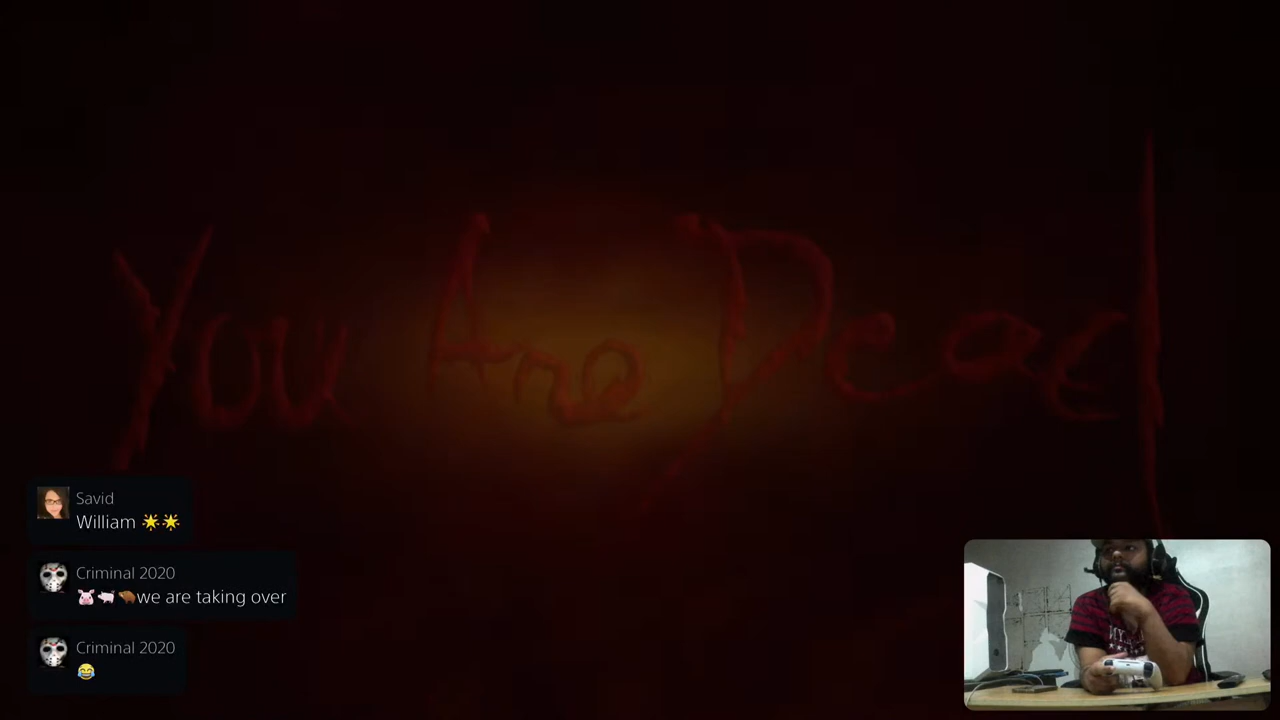 You Are Dead
Savid
William 🌟🌟
Criminal 2020
🐷🐖🐗we are taking over
Criminal 2020
😂